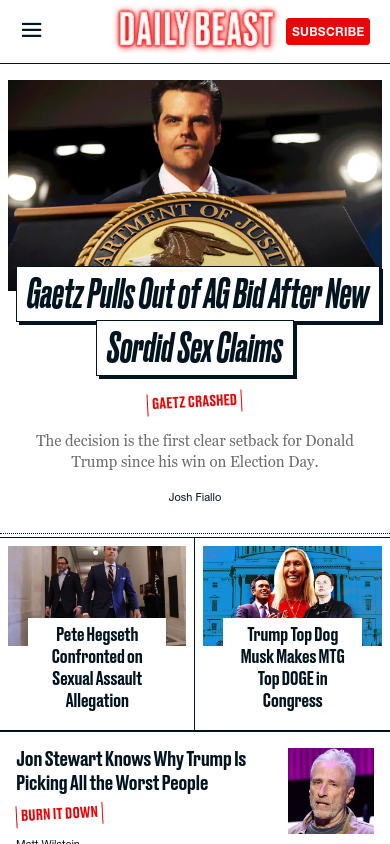 DAILY BEAST
SUBSCRIBE
ARTMENT OF JUSTI
Gaetz Pulls Out of AG Bid After New
Sordid Sex Claims
GAETZ CRASHED
The decision is the first clear setback for Donald
Trump since his win on Election Day.
Josh Fiallo
Pete Hegseth
Confronted on
Sexual Assault
Allegation
Trump Top Dog
Musk Makes MTG
Top DOGE in
Congress
Jon Stewart Knows Why Trump Is
Picking All the Worst People
BURN IT DOWN
Matt Wilstein